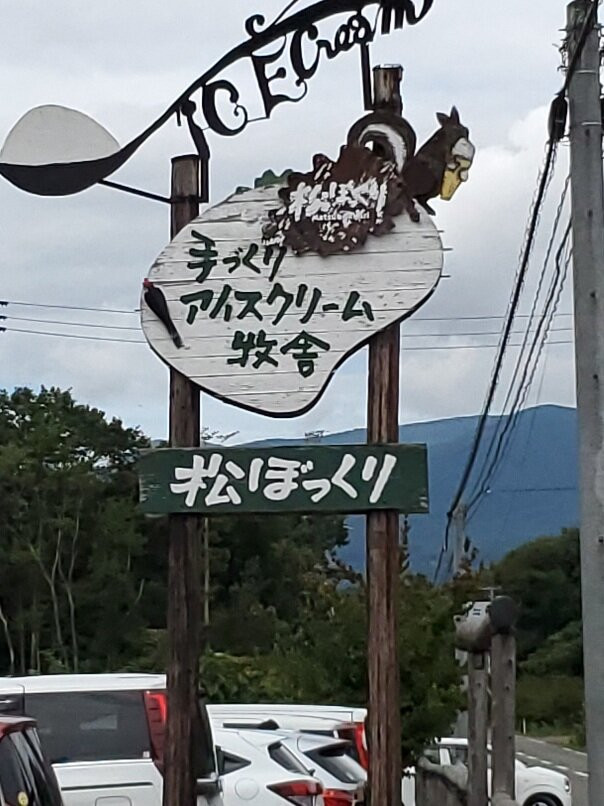 ICE Cream
松ぼっくり
Matsubokkuri
手づくり
アイスクリーム
牧舎
松ぼっくり